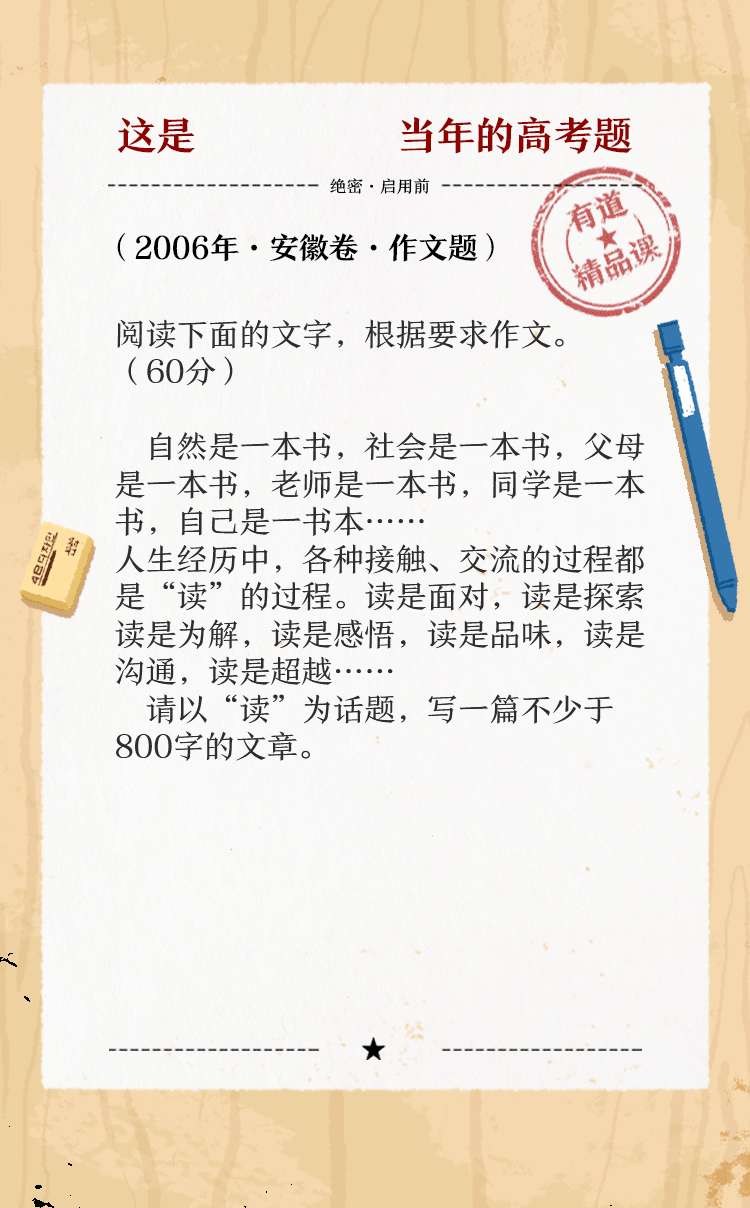 这是 当年的高考题
绝密·启用前
有道
精品课
（2006年·安徽卷·作文题）
阅读下面的文字，根据要求作文。
（60分）
自然是一本书，社会是一本书，父母
是一本书，老师是一本书，同学是一本
书，自己是一书本……
人生经历中，各种接触、交流的过程都
是“读”的过程。读是面对，读是探索
读是为解，读是感悟，读是品味，读是
沟通，读是超越……
请以“读”为话题，写一篇不少于
800字的文章。